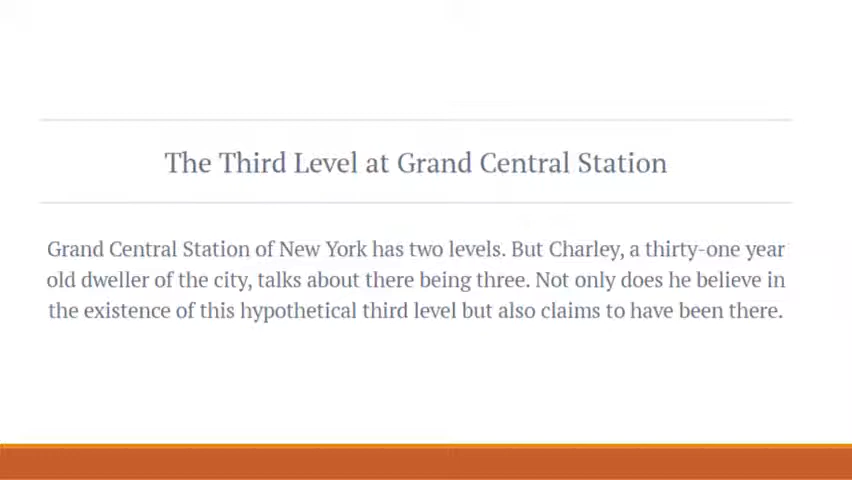 The Third Level at Grand Central Station
Grand Central Station of New York has two levels. But Charley, a thirty-one year
old dweller of the city, talks about there being three. Not only does he believe in
the existence of this hypothetical third level but also claims to have been there.